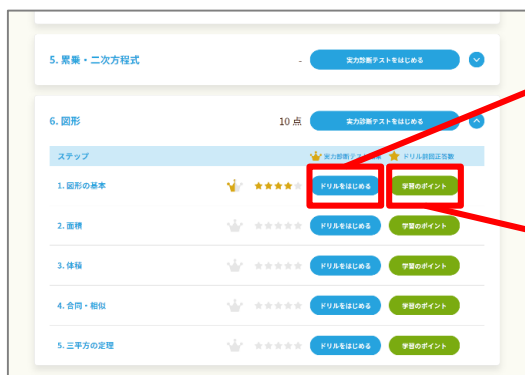 5. 累乗・二次方程式 - 実力診断テストをはじめる
6. 図形 10 点 実力診断テストをはじめる
ステップ 実力診断テスト ドリル前回正答数
1. 図形の基本 ドリルをはじめる 学習のポイント
2. 面積 ドリルをはじめる 学習のポイント
3. 体積 ドリルをはじめる 学習のポイント
4. 合同・相似 ドリルをはじめる 学習のポイント
5. 三平方の定理 ドリルをはじめる 学習のポイント